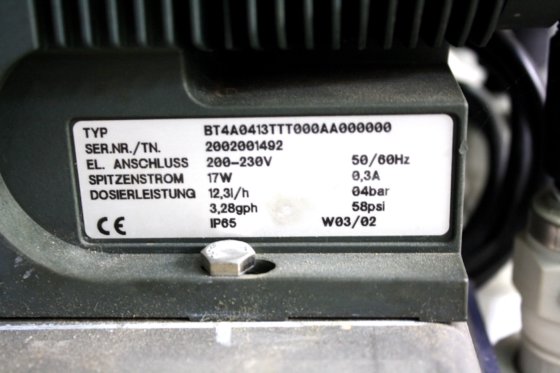 TYP BT4A0413TTT000AA000000
SER.NR./TN. 2002001492
EL. ANSCHLUSS 200-230V 50/60Hz
SPITZENSTROM 17W 0,3A
DOSIERLEISTUNG 12,3l/h 04bar
3,28gph 58psi
CE IP65 W03/02